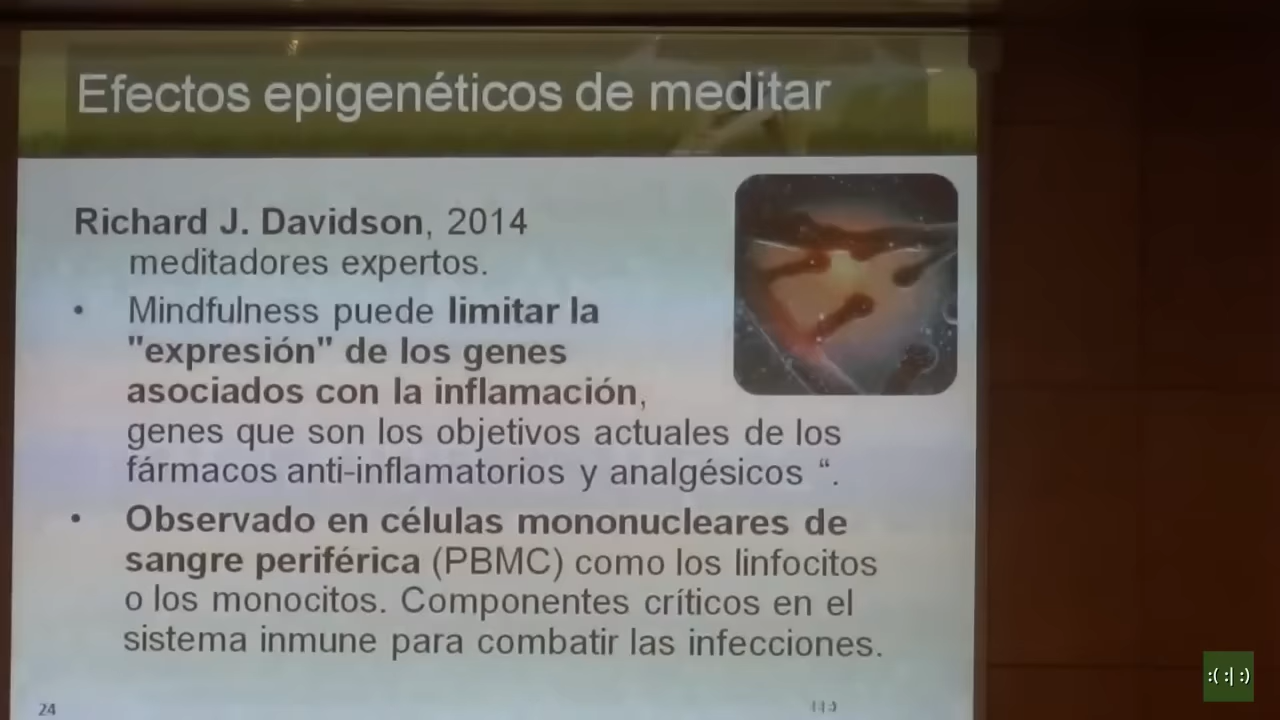 Efectos epigenéticos de meditar
Richard J. Davidson, 2014
meditadores expertos.
• Mindfulness puede limitar la
"expresión" de los genes
asociados con la inflamación,
genes que son los objetivos actuales de los
fármacos anti-inflamatorios y analgésicos “.
• Observado en células mononucleares de
sangre periférica (PBMC) como los linfocitos
o los monocitos. Componentes críticos en el
sistema inmune para combatir las infecciones.
24
:( :| :)